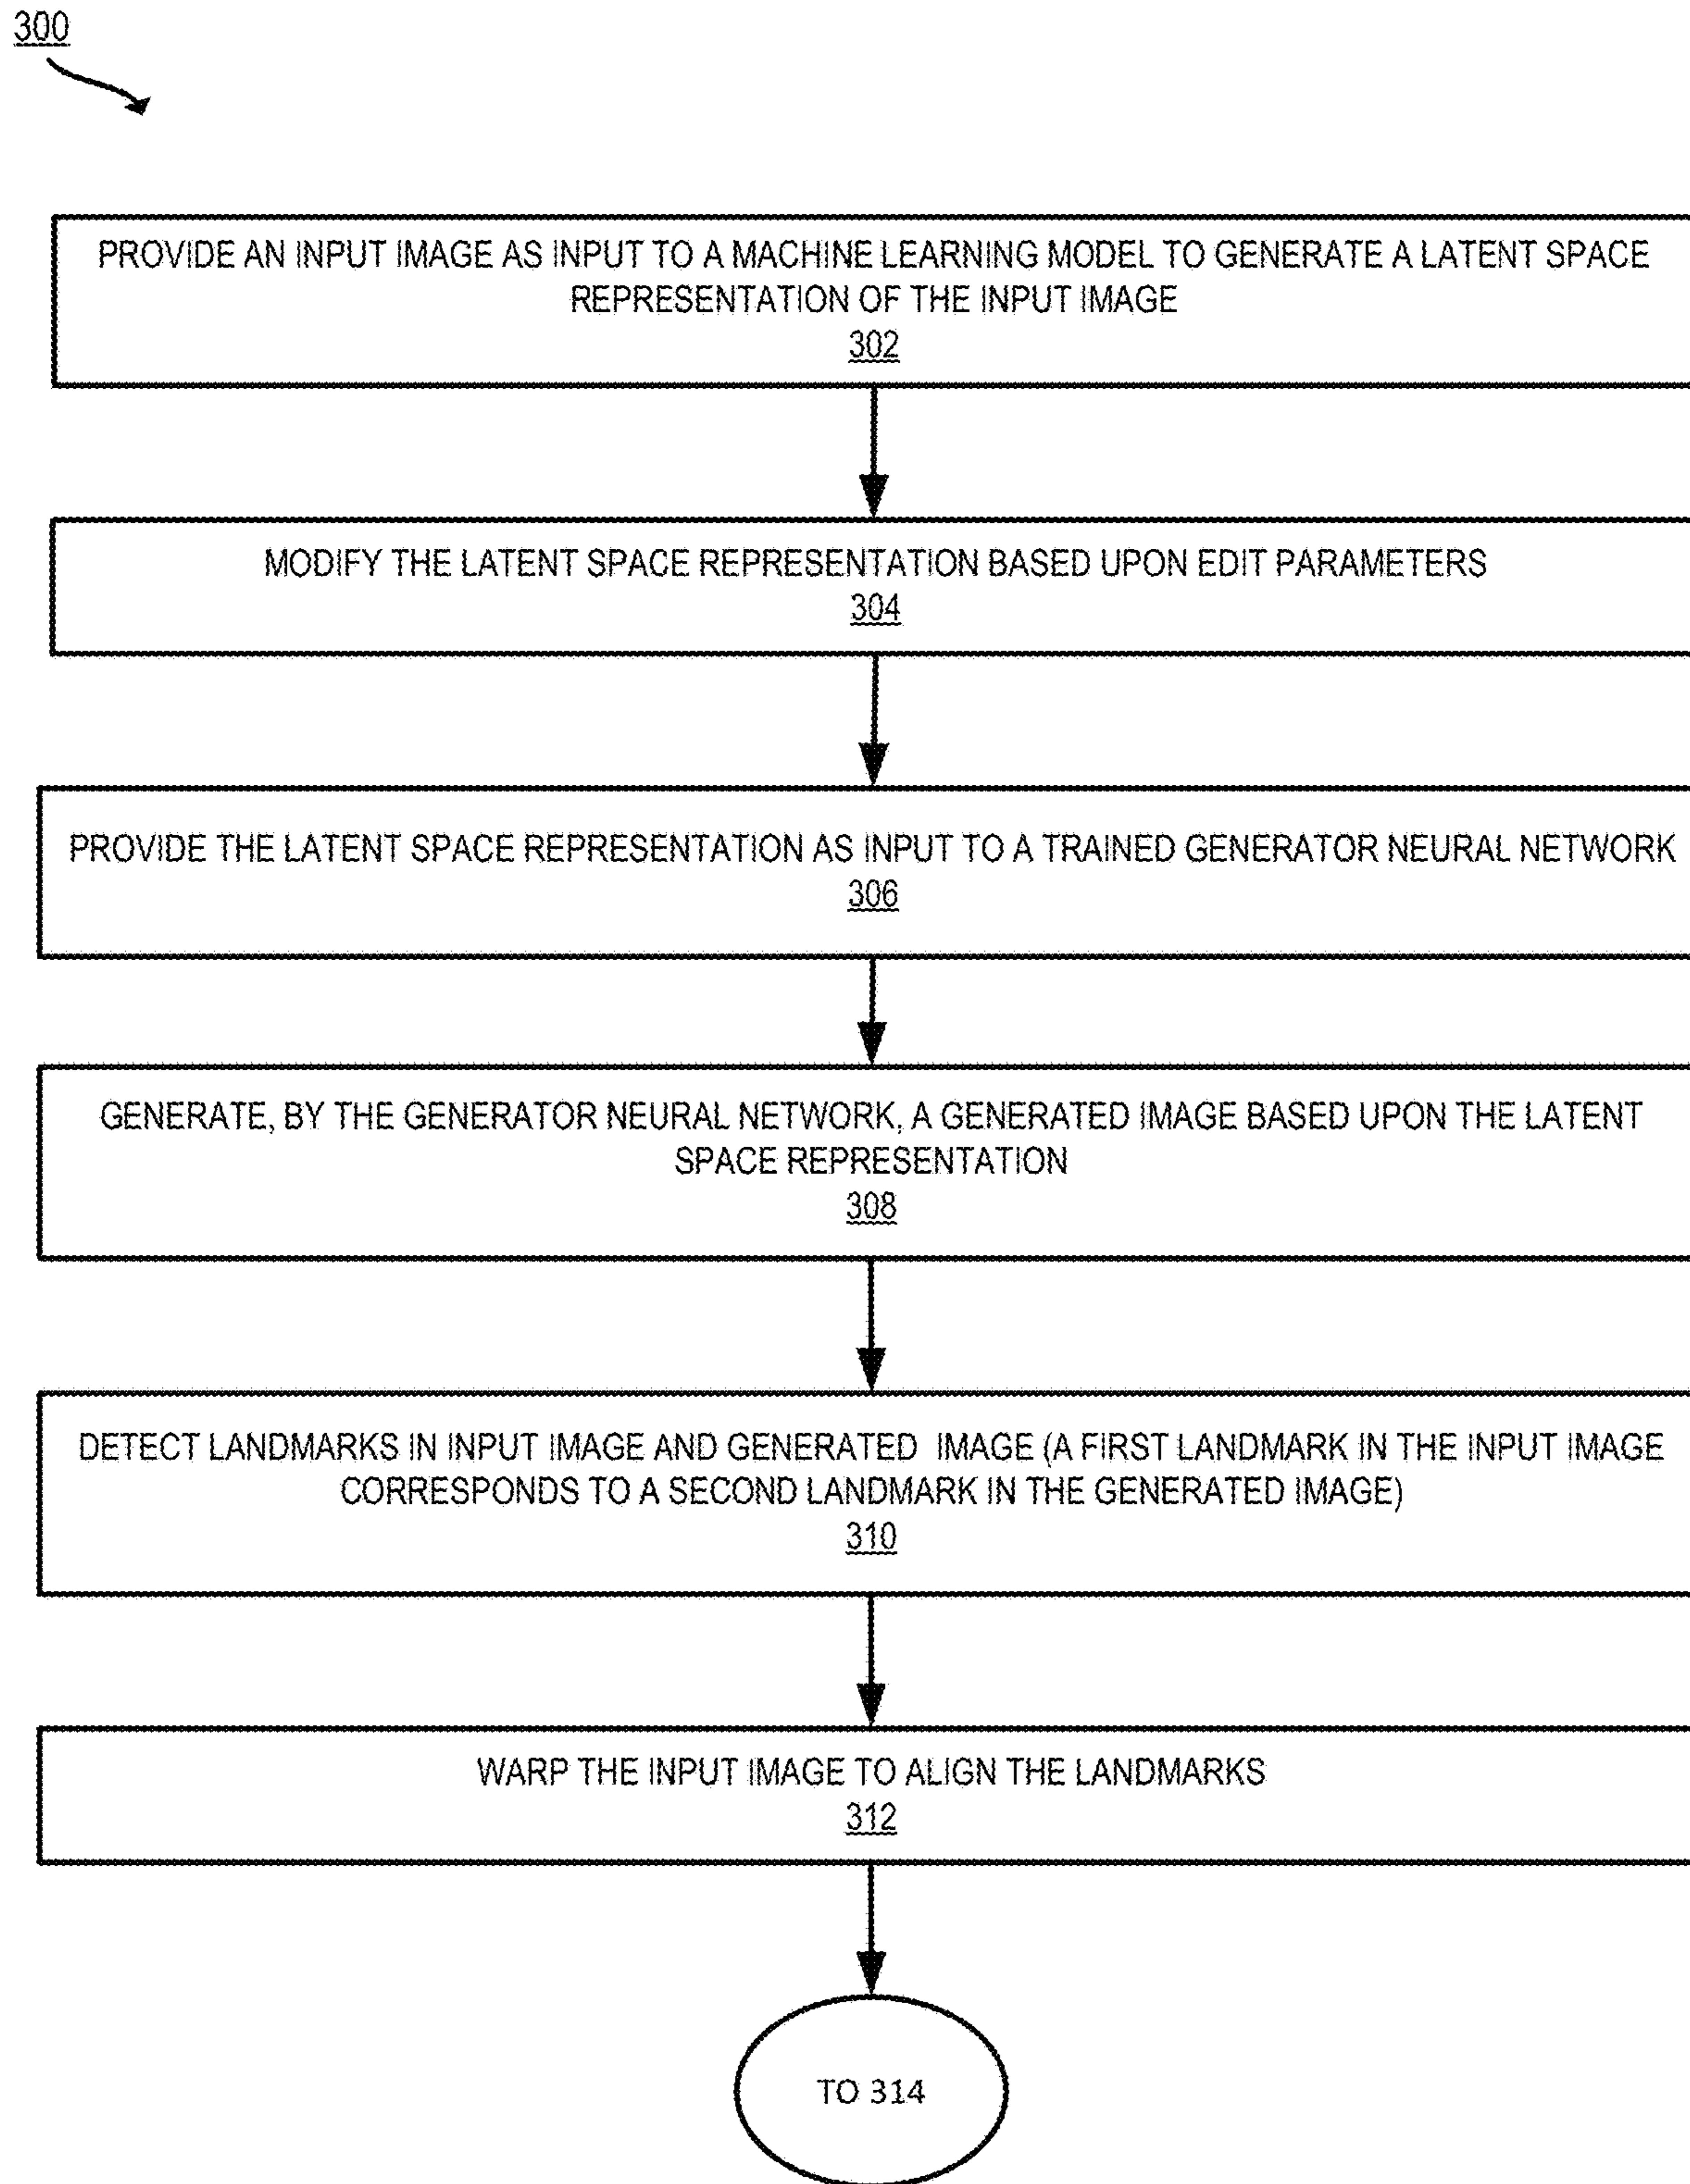 300
PROVIDE AN INPUT IMAGE AS INPUT TO A MACHINE LEARNING MODEL TO GENERATE A LATENT SPACE
REPRESENTATION OF THE INPUT IMAGE
302
MODIFY THE LATENT SPACE REPRESENTATION BASED UPON EDIT PARAMETERS
304
PROVIDE THE LATENT SPACE REPRESENTATION AS INPUT TO A TRAINED GENERATOR NEURAL NETWORK
306
GENERATE, BY THE GENERATOR NEURAL NETWORK, A GENERATED IMAGE BASED UPON THE LATENT
SPACE REPRESENTATION
308
DETECT LANDMARKS IN INPUT IMAGE AND GENERATED IMAGE (A FIRST LANDMARK IN THE INPUT IMAGE
CORRESPONDS TO A SECOND LANDMARK IN THE GENERATED IMAGE)
310
WARP THE INPUT IMAGE TO ALIGN THE LANDMARKS
312
TO 314